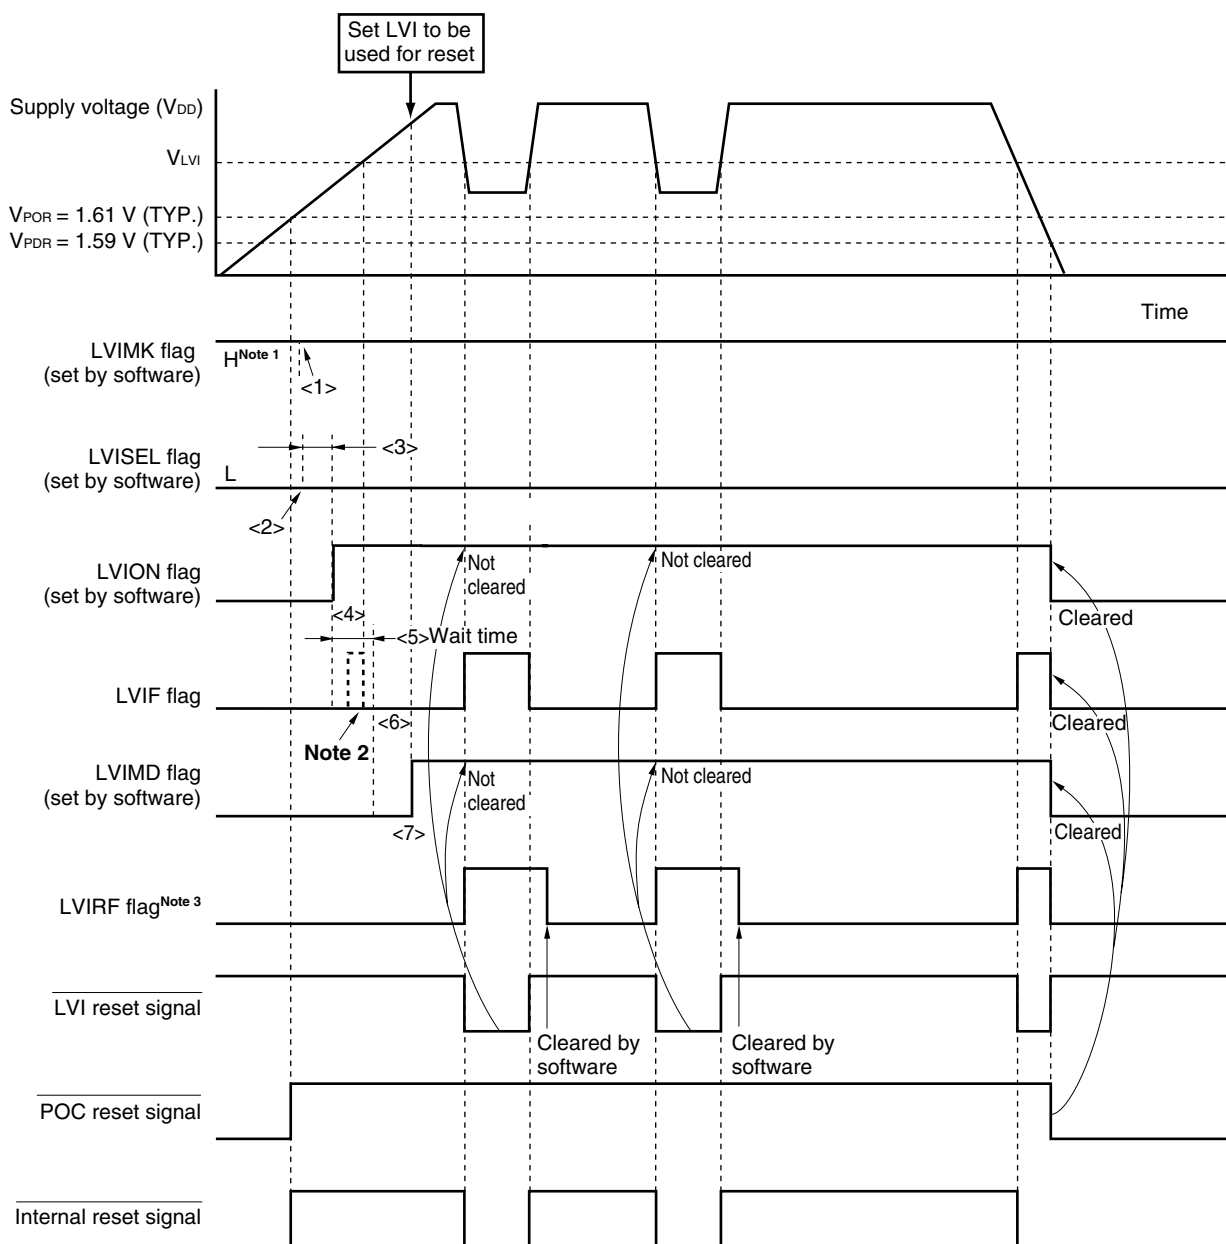 Set LVI to be
used for reset
Supply voltage (VDD)
VLVI
VPOR = 1.61 V (TYP.)
VPDR = 1.59 V (TYP.)
Time
LVIMK flag
(set by software)
H Note 1
<1>
<3>
LVISEL flag
(set by software)
L
<2>
LVION flag
(set by software)
Not
cleared
Not cleared
Cleared
<4>
<5> Wait time
LVIF flag
<6>
Note 2
Cleared
LVIMD flag
(set by software)
Not
cleared
Not cleared
<7>
Cleared
LVIRF flag Note 3
LVI reset signal
Cleared by
software
Cleared by
software
POC reset signal
Internal reset signal